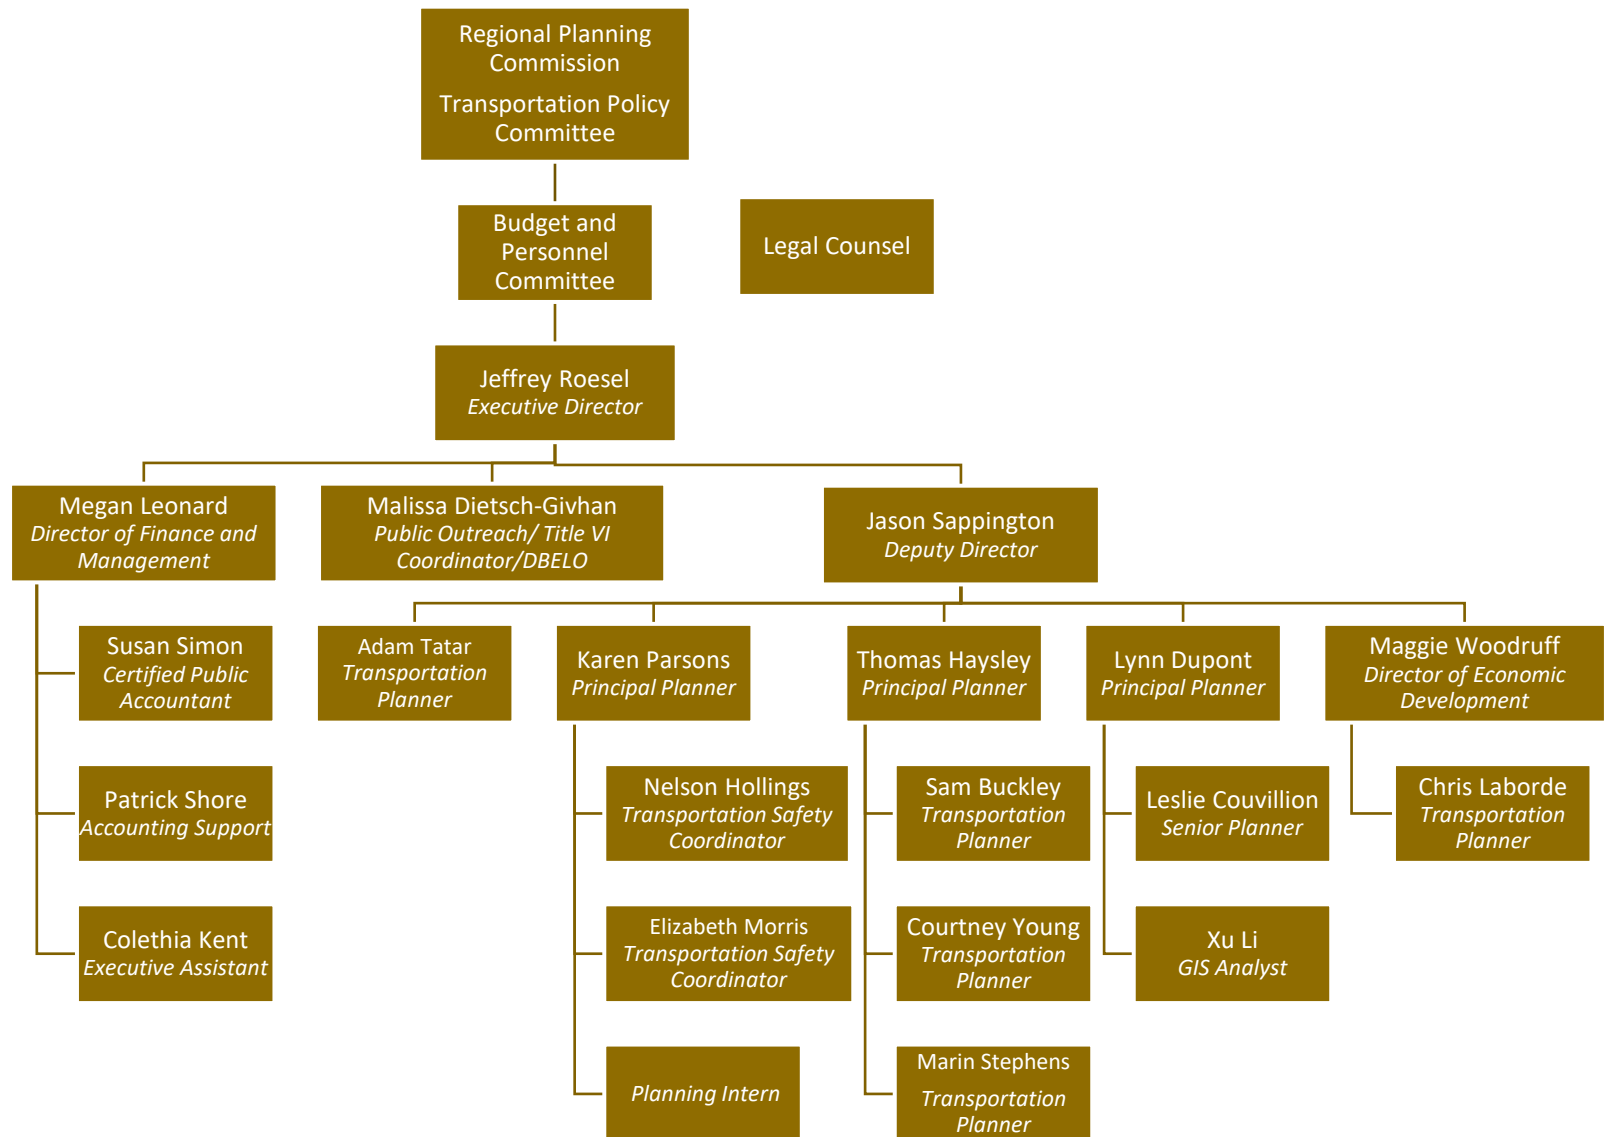 Regional Planning
Commission
Transportation Policy
Committee
Budget and
Personnel
Committee
Legal Counsel
Jeffrey Roesel
Executive Director
Megan Leonard
Director of Finance and
Management
Malissa Dietsch-Givhan
Public Outreach/ Title VI
Coordinator/DBELO
Jason Sappington
Deputy Director
Susan Simon
Certified Public
Accountant
Adam Tatar
Transportation
Planner
Karen Parsons
Principal Planner
Thomas Haysley
Principal Planner
Lynn Dupont
Principal Planner
Maggie Woodruff
Director of Economic
Development
Patrick Shore
Accounting Support
Nelson Hollings
Transportation Safety
Coordinator
Sam Buckley
Transportation
Planner
Leslie Couvillion
Senior Planner
Chris Laborde
Transportation
Planner
Colethia Kent
Executive Assistant
Elizabeth Morris
Transportation Safety
Coordinator
Courtney Young
Transportation
Planner
Xu Li
GIS Analyst
Planning Intern
Marin Stephens
Transportation
Planner